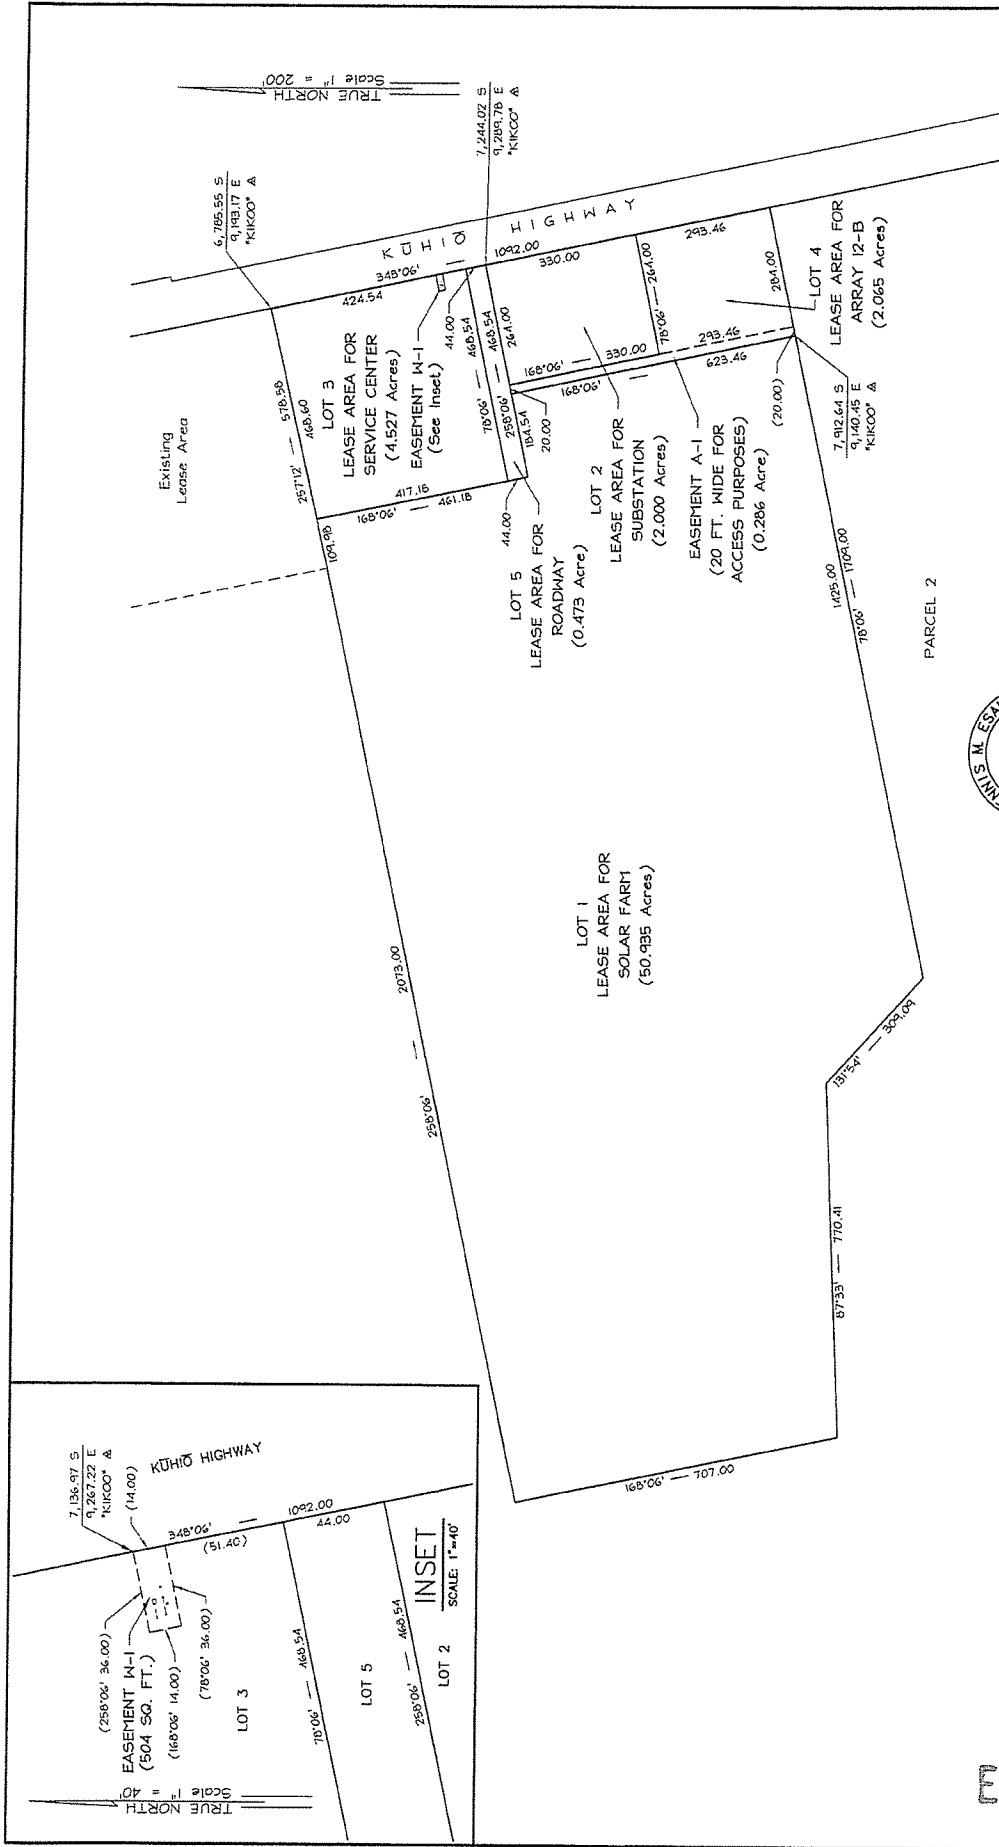 TRUE NORTH
Scale 1" = 200'
6,785.55 S
9,193.17 E
"KIKOO"
7,244.02 S
9,289.78 E
"KIKOO"
KŪHIŌ HIGHWAY
Existing
Lease Area
257°12' — 578.58
468.60
109.98
348°06' — 1092.00
424.54
44.00
330.00
293.46
LOT 3
LEASE AREA FOR
SERVICE CENTER
(4.527 Acres)
EASEMENT W-1
(See Inset)
168°06' — 461.18
417.18
78°06' — 468.54
258°06' — 468.54
184.54
20.00
264.00
44.00
LOT 5
LEASE AREA FOR
ROADWAY
(0.473 Acre)
168°06' 330.00
168°06' — 623.46
293.46
78°06' — 264.00
284.00
(20.00)
LOT 2
LEASE AREA FOR
SUBSTATION
(2.000 Acres)
EASEMENT A-1
(20 FT. WIDE FOR
ACCESS PURPOSES)
(0.286 Acre)
LOT 4
LEASE AREA FOR
ARRAY 12-B
(2.065 Acres)
7,912.64 S
9,140.45 E
"KIKOO"
1425.00
78°06' — 1709.00
PARCEL 2
258°06' — 2073.00
LOT 1
LEASE AREA FOR
SOLAR FARM
(50.935 Acres)
131°54' — 309.09
87°33' — 770.41
168°06' — 707.00
TRUE NORTH
Scale 1" = 40'
7,136.97 S
9,267.22 E
"KIKOO"
(14.00)
KŪHIŌ HIGHWAY
(258°06' 36.00)
EASEMENT W-1
(504 SQ. FT.)
(168°06' 14.00)
(78°06' 36.00)
348°06' — 1092.00
(51.40)
44.00
LOT 3
78°06' — 468.54
LOT 5
258°06' — 468.54
LOT 2
INSET
SCALE: 1"=40'
E